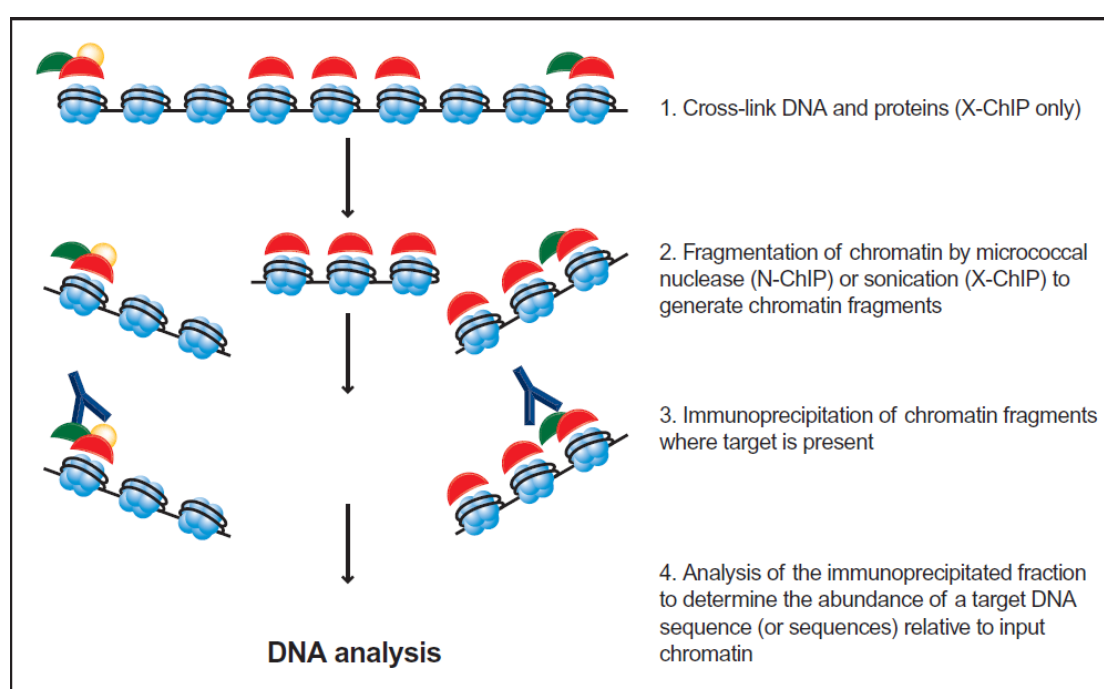 1. Cross-link DNA and proteins (X-ChIP only)
2. Fragmentation of chromatin by micrococcal
nuclease (N-ChIP) or sonication (X-ChIP) to
generate chromatin fragments
3. Immunoprecipitation of chromatin fragments
where target is present
4. Analysis of the immunoprecipitated fraction
to determine the abundance of a target DNA
sequence (or sequences) relative to input
chromatin
DNA analysis